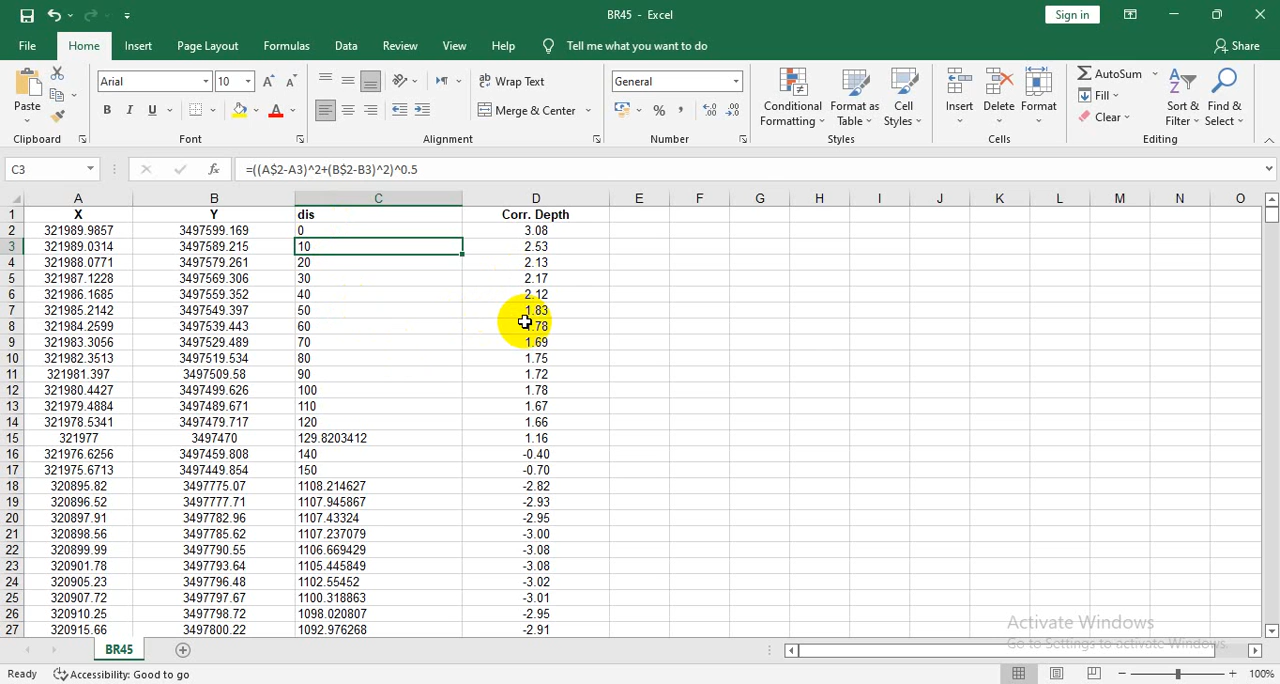 BR45 - Excel
Sign in
File Home Insert Page Layout Formulas Data Review View Help Tell me what you want to do Share
Paste Arial 10 Wrap Text General Conditional Formatting Format as Table Cell Styles Insert Delete Format AutoSum Sort & Filter Find & Select
B I U Merge & Center % Fill
Clear
Clipboard Font Alignment Number Styles Cells Editing
C3 fx =((A$2-A3)^2+(B$2-B3)^2)^0.5
A B C D E F G H I J K L M N O
1 X Y dis Corr. Depth
2 321989.9857 3497599.169 0 3.08
3 321989.0314 3497589.215 10 2.53
4 321988.0771 3497579.261 20 2.13
5 321987.1228 3497569.306 30 2.17
6 321986.1685 3497559.352 40 2.12
7 321985.2142 3497549.397 50 1.83
8 321984.2599 3497539.443 60 1.78
9 321983.3056 3497529.489 70 1.69
10 321982.3513 3497519.534 80 1.75
11 321981.397 3497509.58 90 1.72
12 321980.4427 3497499.626 100 1.78
13 321979.4884 3497489.671 110 1.67
14 321978.5341 3497479.717 120 1.66
15 321977 3497470 129.8203412 1.16
16 321976.6256 3497459.808 140 -0.40
17 321975.6713 3497449.854 150 -0.70
18 320895.82 3497775.07 1108.214627 -2.82
19 320896.52 3497777.71 1107.945867 -2.93
20 320897.91 3497782.96 1107.43324 -2.95
21 320898.56 3497785.62 1107.237079 -3.00
22 320899.99 3497790.55 1106.669429 -3.08
23 320901.78 3497793.64 1105.445849 -3.08
24 320905.23 3497796.48 1102.55452 -3.02
25 320907.72 3497797.67 1100.318863 -3.01
26 320910.25 3497798.72 1098.020807 -2.95
27 320915.66 3497800.22 1092.976268 -2.91
Activate Windows
Go to Settings to activate Windows.
BR45
Ready Accessibility: Good to go 100%